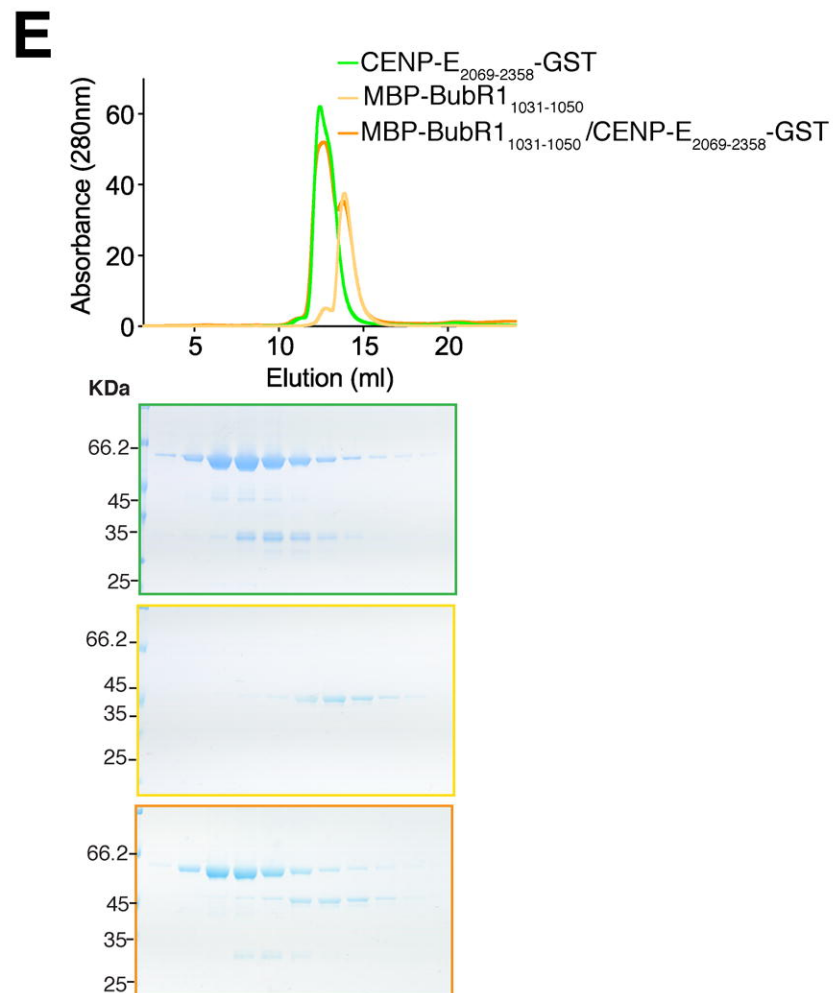 E
CENP-E2069-2358-GST
MBP-BubR11031-1050
MBP-BubR11031-1050/CENP-E2069-2358-GST
Absorbance (280nm)
60
40
20
0
5 10 15 20
Elution (ml)
KDa
66.2
45
35
25
66.2
45
35
25
66.2
45
35
25